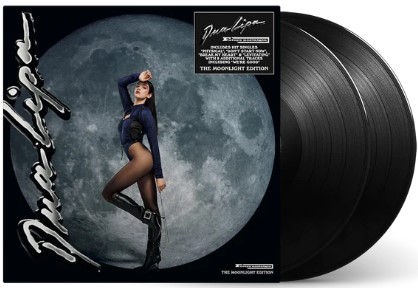 Dua Lipa
Dua Lipa
INCLUDES HIT SINGLES
"PHYSICAL", "DON'T START NOW",
"BREAK MY HEART" & "LEVITATING"
WITH 8 ADDITIONAL TRACKS
INCLUDING "WE'RE GOOD"
THE MOONLIGHT EDITION
THE MOONLIGHT EDITION